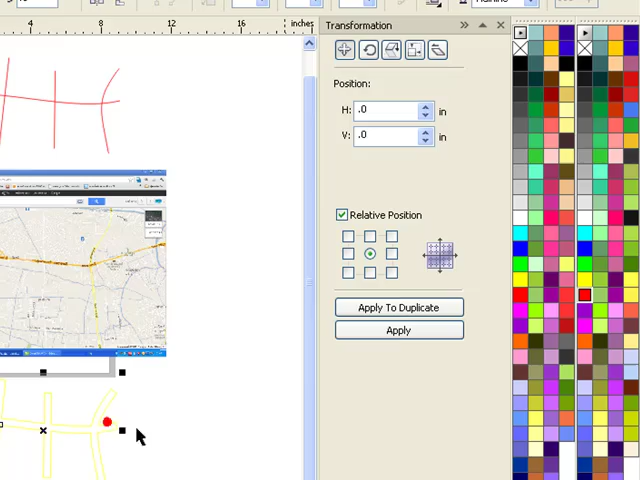 4 8 12 16 inches
Transformation
Position:
H: .0 in
V: .0 in
Relative Position
Apply To Duplicate
Apply